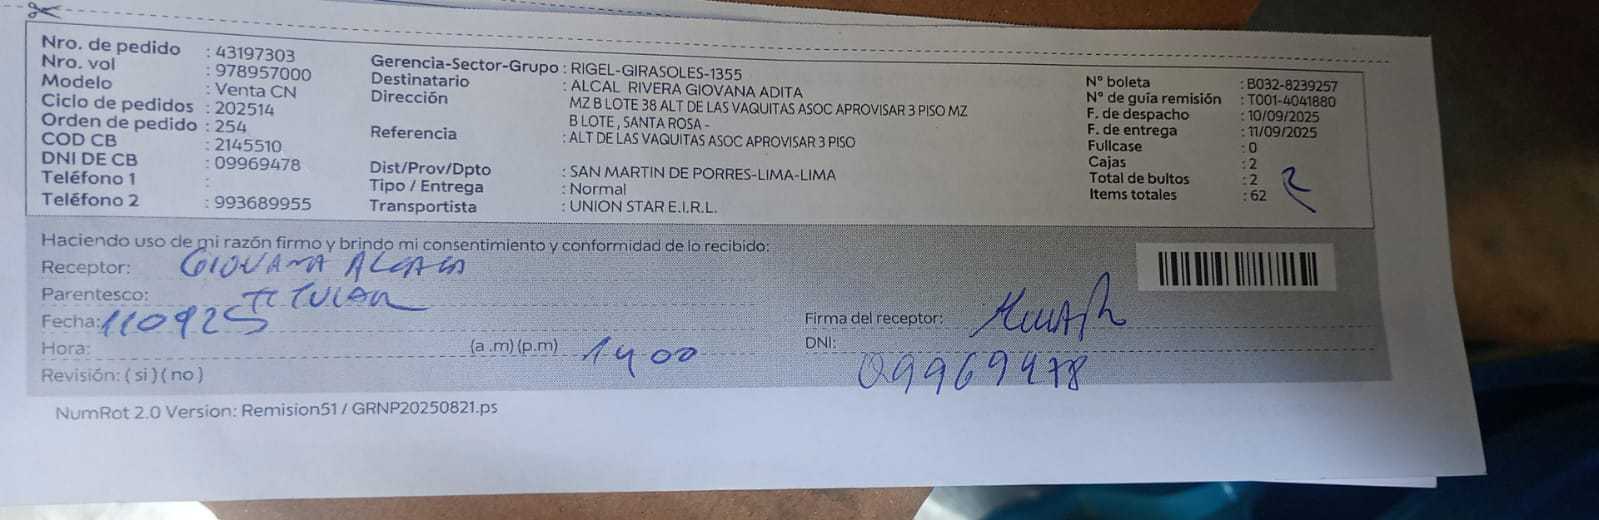 Nro. de pedido : 43197303
Nro. vol : 978957000
Modelo : Venta CN
Ciclo de pedidos : 202514
Orden de pedido : 254
COD CB : 2145510
DNI DE CB : 09969478
Teléfono 1 :
Teléfono 2 : 993689955
Gerencia-Sector-Grupo : RIGEL-GIRASOLES-1355
Destinatario : ALCAL RIVERA GIOVANA ADITA
Dirección MZ B LOTE 38 ALT DE LAS VAQUITAS ASOC APROVISAR 3 PISO MZ
B LOTE , SANTA ROSA -
Referencia : ALT DE LAS VAQUITAS ASOC APROVISAR 3 PISO
Dist/Prov/Dpto : SAN MARTIN DE PORRES-LIMA-LIMA
Tipo / Entrega : Normal
Transportista : UNION STAR E.I.R.L.
N° boleta : B032-8239257
N° de guía remisión : T001-4041880
F. de despacho : 10/09/2025
F. de entrega : 11/09/2025
Fullcase : 0
Cajas : 2
Total de bultos : 2
Items totales : 62
Haciendo uso de mi razón firmo y brindo mi consentimiento y conformidad de lo recibido:
Receptor: GIOVANA
Parentesco: TITULAR
Fecha: 110925
Hora: (a .m) (p.m) 1400
Revisión: ( si ) ( no )
Firma del receptor:
DNI: 09969478
NumRot 2.0 Version: Remision51 / GRNP20250821.ps